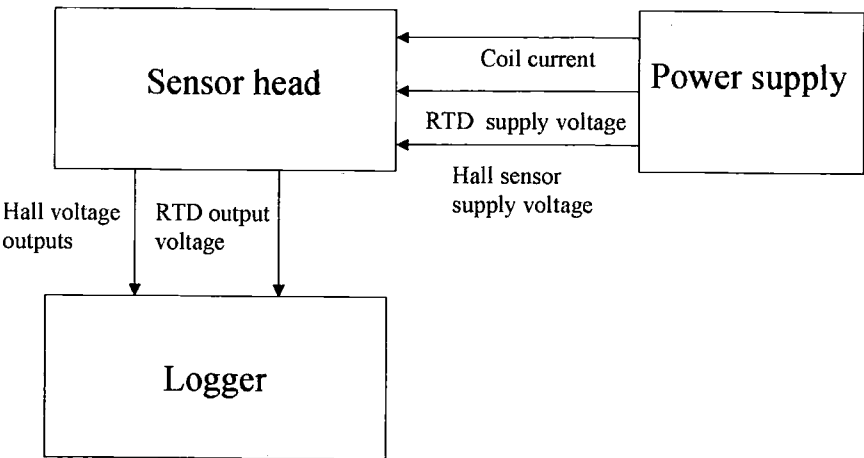 Sensor head
Power supply
Coil current
RTD supply voltage
Hall sensor
supply voltage
Hall voltage
outputs
RTD output
voltage
Logger